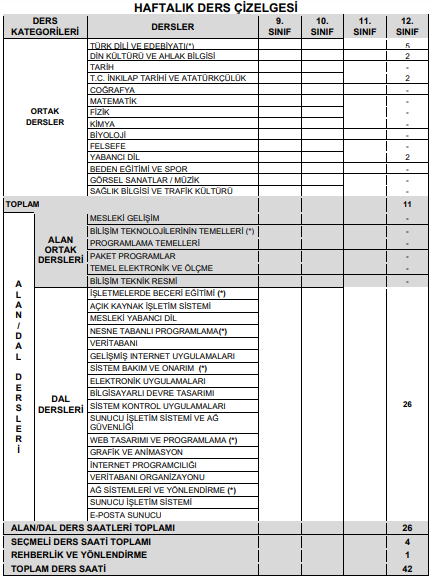 HAFTALIK DERS ÇİZELGESİ
DERS KATEGORİLERİ DERSLER 9. SINIF 10. SINIF 11. SINIF 12. SINIF
ORTAK DERSLER
TÜRK DİLİ VE EDEBİYATI(*) 5
DİN KÜLTÜRÜ VE AHLAK BİLGİSİ 2
TARİH -
T.C. İNKILAP TARİHİ VE ATATÜRKÇÜLÜK 2
COĞRAFYA -
MATEMATİK -
FİZİK -
KİMYA -
BİYOLOJİ -
FELSEFE -
YABANCI DİL 2
BEDEN EĞİTİMİ VE SPOR -
GÖRSEL SANATLAR / MÜZİK -
SAĞLIK BİLGİSİ VE TRAFİK KÜLTÜRÜ -
TOPLAM 11
ALAN/DAL DERSLERİ
ALAN ORTAK DERSLERİ
MESLEKİ GELİŞİM -
BİLİŞİM TEKNOLOJİLERİNİN TEMELLERİ (*) -
PROGRAMLAMA TEMELLERİ -
PAKET PROGRAMLAR -
TEMEL ELEKTRONİK VE ÖLÇME -
BİLİŞİM TEKNİK RESMİ -
DAL DERSLERİ
İŞLETMELERDE BECERİ EĞİTİMİ (*)
AÇIK KAYNAK İŞLETİM SİSTEMİ
MESLEKİ YABANCI DİL
NESNE TABANLI PROGRAMLAMA(*)
VERİTABANI
GELİŞMİŞ INTERNET UYGULAMALARI
SİSTEM BAKIM VE ONARIM (*)
ELEKTRONİK UYGULAMALARI
BİLGİSAYARLI DEVRE TASARIMI
SİSTEM KONTROL UYGULAMALARI 26
SUNUCU İŞLETİM SİSTEMİ VE AĞ
GÜVENLİĞİ
WEB TASARIMI VE PROGRAMLAMA (*)
GRAFİK VE ANİMASYON
İNTERNET PROGRAMCILIĞI
VERİTABANI ORGANİZASYONU
AĞ SİSTEMLERİ VE YÖNLENDİRME (*)
SUNUCU İŞLETİM SİSTEMİ
E-POSTA SUNUCU
ALAN/DAL DERS SAATLERİ TOPLAMI 26
SEÇMELİ DERS SAATİ TOPLAMI 4
REHBERLİK VE YÖNLENDİRME 1
TOPLAM DERS SAATİ 42